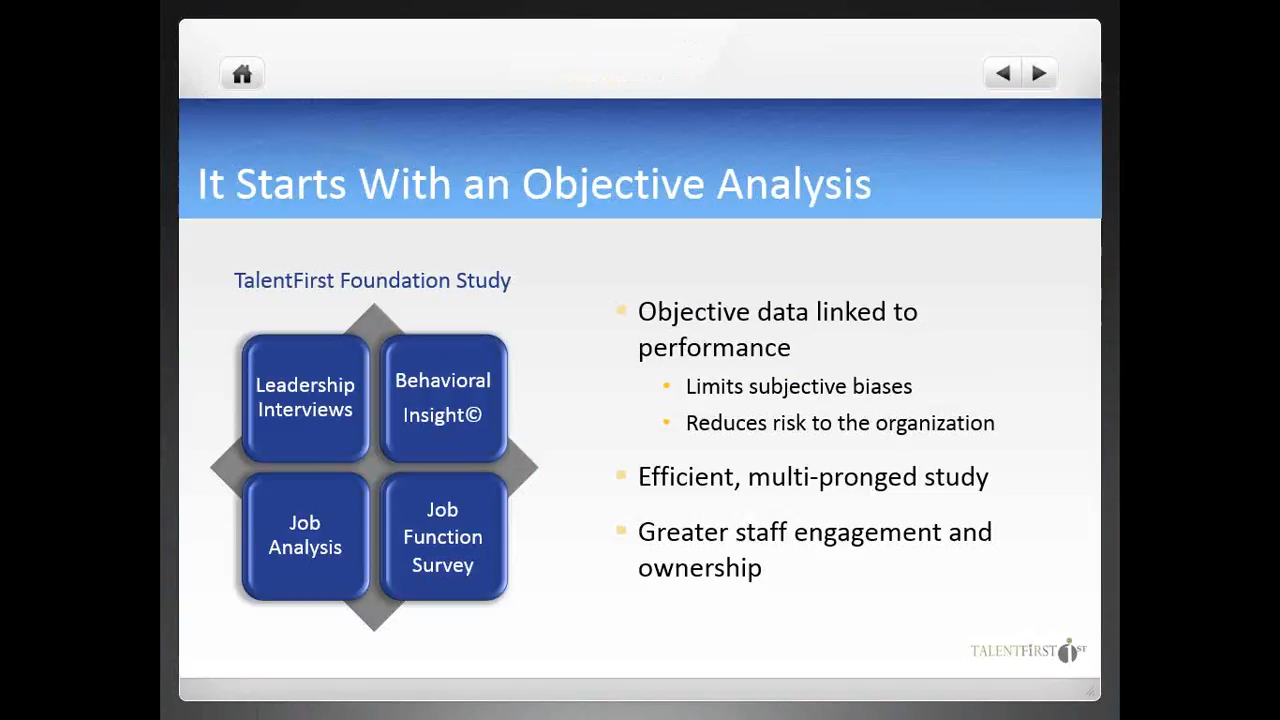 It Starts With an Objective Analysis
TalentFirst Foundation Study
Leadership
Interviews
Behavioral
Insight©
Job
Analysis
Job
Function
Survey
Objective data linked to
performance
Limits subjective biases
Reduces risk to the organization
Efficient, multi-pronged study
Greater staff engagement and
ownership
TALENTFiRST 1ST